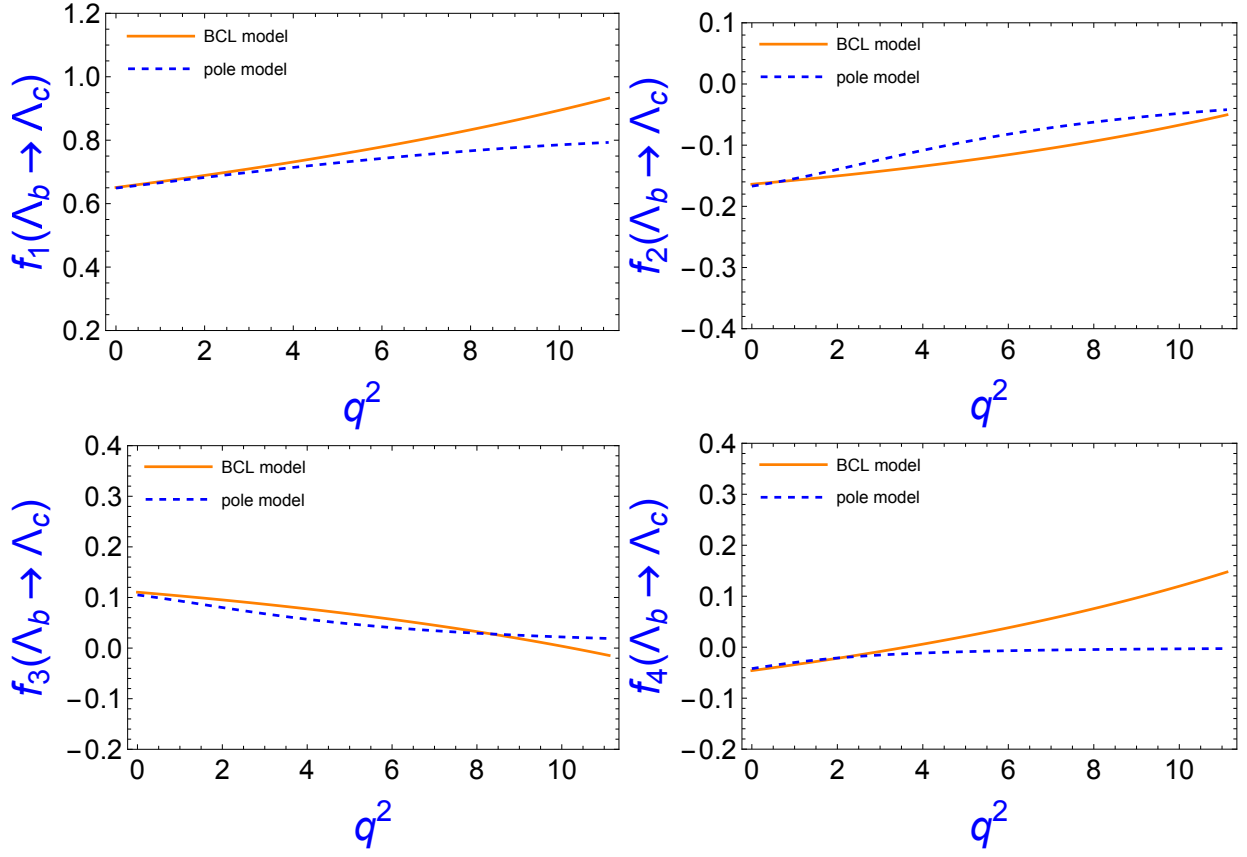 f₁(Λ_b → Λ_c)
1.2
1.0
0.8
0.6
0.4
0.2
BCL model
pole model
0 2 4 6 8 10
q²
f₂(Λ_b → Λ_c)
0.1
0.0
−0.1
−0.2
−0.3
−0.4
BCL model
pole model
0 2 4 6 8 10
q²
f₃(Λ_b → Λ_c)
0.4
0.3
0.2
0.1
0.0
−0.1
−0.2
BCL model
pole model
0 2 4 6 8 10
q²
f₄(Λ_b → Λ_c)
0.4
0.3
0.2
0.1
0.0
−0.1
−0.2
BCL model
pole model
0 2 4 6 8 10
q²